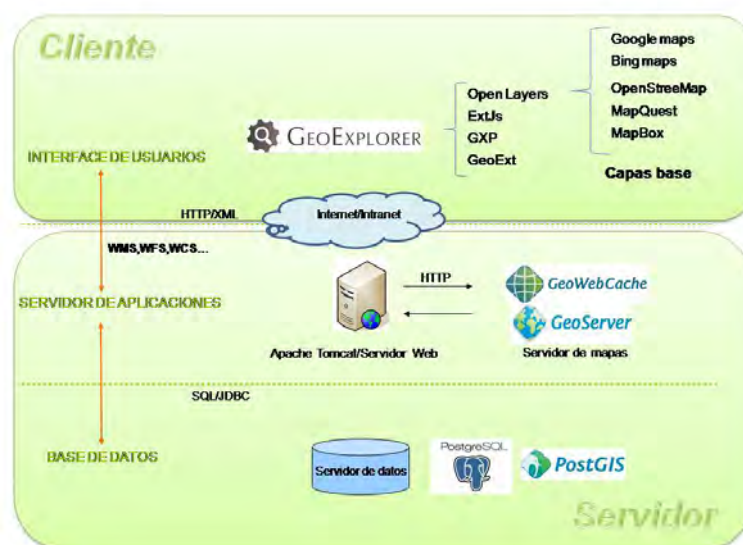 Cliente
Google maps
Bing maps
OpenStreeMap
MapQuest
MapBox
Capas base
Open Layers
ExtJs
GXP
GeoExt
GEOEXPLORER
INTERFACE DE USUARIOS
HTTP/XML
Internet/Intranet
WMS,WFS,WCS...
SERVIDOR DE APLICACIONES
HTTP
GeoWebCache
GeoServer
Apache Tomcat/Servidor Web
Servidor de mapas
SQL/JDBC
BASE DE DATOS
Servidor de datos
PostgreSQL
PostGIS
Servidor